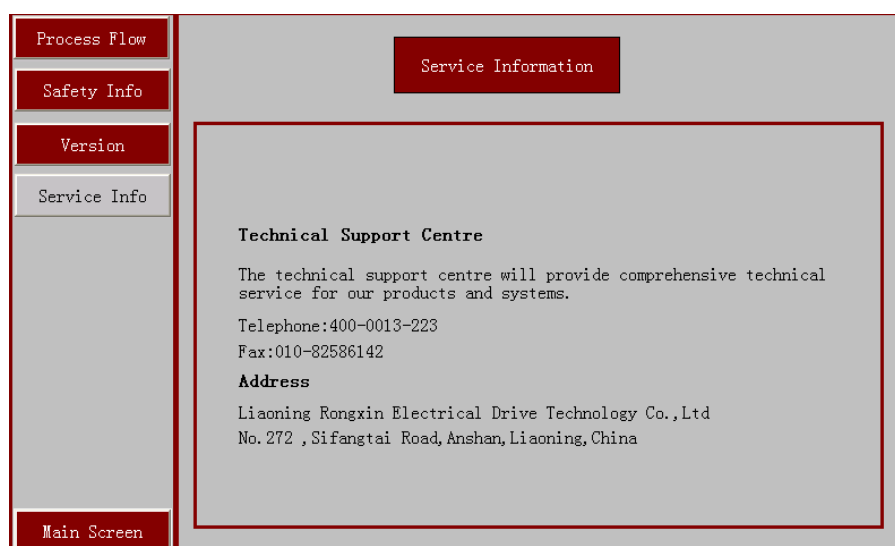 Process Flow
Safety Info
Version
Service Info
Main Screen
Service Information
Technical Support Centre
The technical support centre will provide comprehensive technical
service for our products and systems.
Telephone:400-0013-223
Fax:010-82586142
Address
Liaoning Rongxin Electrical Drive Technology Co.,Ltd
No.272 ,Sifangtai Road,Anshan,Liaoning,China